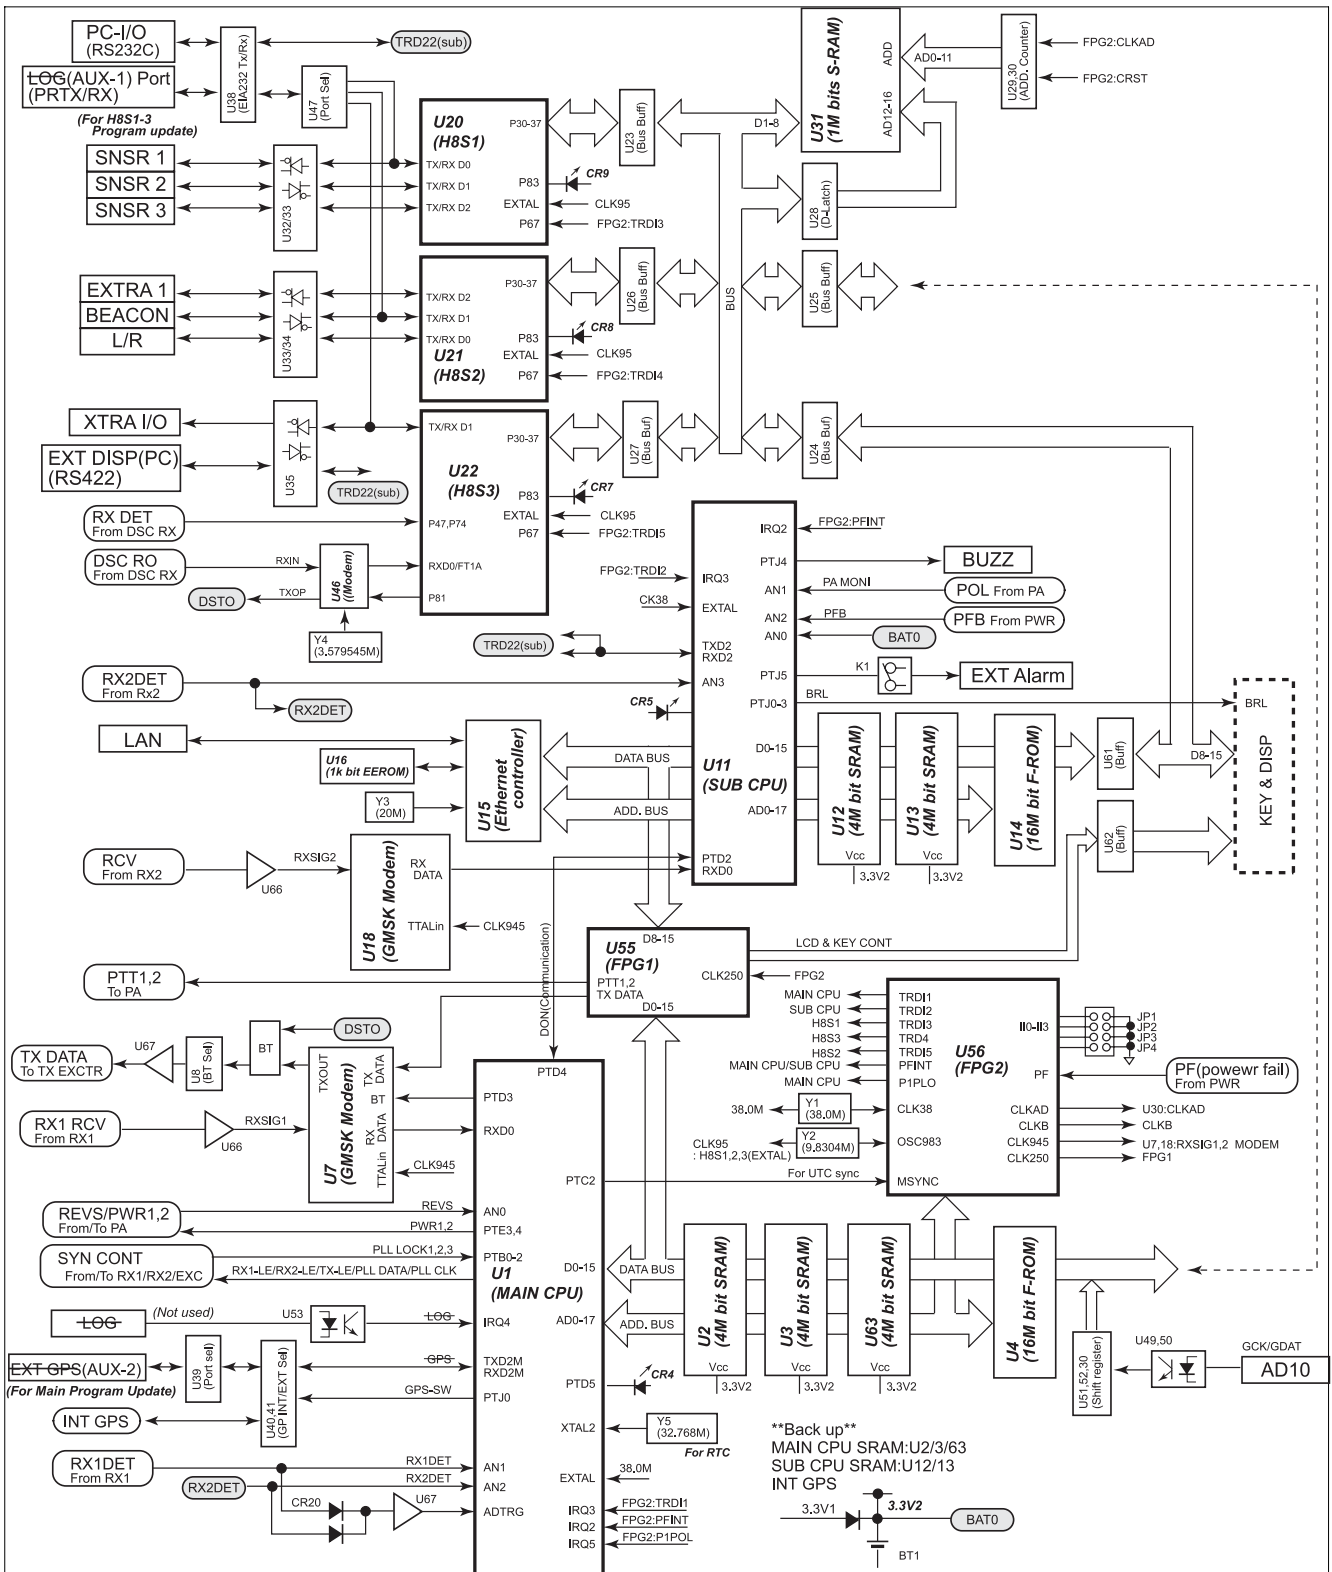 PC-I/O
(RS232C)
LOG(AUX-1) Port
(PRTX/RX)
(For H8S1-3
Program update)
U38
(EIA232 Tx/Rx)
TRD22(sub)
U47
(Port Sel)
SNSR 1
SNSR 2
SNSR 3
U32/33
U20
(H8S1)
P30-37
TX/RX D0
TX/RX D1
TX/RX D2
P83
EXTAL
P67
CR9
CLK95
FPG2:TRDI3
U23
(Bus Buff)
D1-8
U31
(1M bits S-RAM)
ADD
AD12-16
AD0-11
U29,30
(ADD. Counter)
FPG2:CLKAD
FPG2:CRST
U28
(D-Latch)
EXTRA 1
BEACON
L/R
U33/34
U21
(H8S2)
P30-37
TX/RX D2
TX/RX D1
TX/RX D0
P83
EXTAL
P67
CR8
CLK95
FPG2:TRDI4
U26
(Bus Buff)
BUS
U25
(Bus Buff)
XTRA I/O
EXT DISP(PC)
(RS422)
U35
TRD22(sub)
U22
(H8S3)
TX/RX D1
P30-37
P83
EXTAL
P67
CR7
CLK95
FPG2:TRDI5
P47,P74
RXD0/FT1A
P81
U27
(Bus Buf)
U24
(Bus Buf)
RX DET
From DSC RX
DSC RO
From DSC RX
RXIN
TXOP
DSTO
U46
((Modem)
Y4
(3.579545M)
U11
(SUB CPU)
IRQ2
FPG2:PFINT
PTJ4
BUZZ
AN1
PA MONI
POL From PA
AN2
PFB
PFB From PWR
AN0
BAT0
PTJ5
K1
EXT Alarm
PTJ0-3
BRL
IRQ3
FPG2:TRDI2
EXTAL
CK38
TXD2
RXD2
TRD22(sub)
AN3
CR5
D0-15
AD0-17
PTD2
RXD0
BRL
KEY & DISP
RX2DET
From Rx2
RX2DET
LAN
U16
(1k bit EEROM)
Y3
(20M)
U15
(Ethernet
controller)
DATA BUS
ADD. BUS
U12
(4M bit SRAM)
Vcc
3.3V2
U13
(4M bit SRAM)
Vcc
3.3V2
U14
(16M bit F-ROM)
U61
(Buff)
D8-15
U62
(Buff)
RCV
From RX2
U66
RXSIG2
U18
(GMSK Modem)
RX
DATA
TTALin
CLK945
DON(Communication)
U55
(FPG1)
D8-15
PTT1,2
TX DATA
D0-15
CLK250
FPG2
LCD & KEY CONT
PTT1,2
To PA
TX DATA
To TX EXCTR
U67
U8
(BT Sel)
BT
DSTO
U7
(GMSK Modem)
TXOUT
TX
DATA
BT
RX
DATA
TTALin
CLK945
RX1 RCV
From RX1
U66
RXSIG1
U56
(FPG2)
MAIN CPU
SUB CPU
H8S1
H8S3
H8S2
MAIN CPU/SUB CPU
MAIN CPU
TRDI1
TRDI2
TRDI3
TRD4
TRDI5
PFINT
P1PLO
CLK38
OSC983
MSYNC
38.0M
Y1
(38.0M)
CLK95
: H8S1,2,3(EXTAL)
Y2
(9.8304M)
For UTC sync
II0-II3
JP1
JP2
JP3
JP4
PF
PF(powewr fail)
From PWR
CLKAD
CLKB
CLK945
CLK250
U30:CLKAD
CLKB
U7,18:RXSIG1,2 MODEM
FPG1
U1
(MAIN CPU)
PTD4
PTD3
RXD0
PTC2
AN0
PTE3,4
PTB0-2
D0-15
AD0-17
IRQ4
TXD2M
RXD2M
PTJ0
PTD5
XTAL2
EXTAL
AN1
AN2
ADTRG
IRQ3
IRQ2
IRQ5
REVS/PWR1,2
From/To PA
REVS
PWR1,2
SYN CONT
From/To RX1/RX2/EXC
PLL LOCK1,2,3
RX1-LE/RX2-LE/TX-LE/PLL DATA/PLL CLK
LOG
(Not used)
U53
LOG
EXT GPS(AUX-2)
(For Main Program Update)
U39
(Port sel)
U40,41
(GP INT/EXT Sel)
GPS
GPS-SW
INT GPS
RX1DET
From RX1
RX2DET
RX1DET
RX2DET
CR20
U67
DATA BUS
ADD. BUS
U2
(4M bit SRAM)
Vcc
3.3V2
U3
(4M bit SRAM)
Vcc
3.3V2
U63
(4M bit SRAM)
Vcc
3.3V2
U4
(16M bit F-ROM)
U51,52,30
(Shift register)
U49,50
GCK/GDAT
AD10
CR4
Y5
(32.768M)
For RTC
38.0M
FPG2:TRDI1
FPG2:PFINT
FPG2:P1POL
**Back up**
MAIN CPU SRAM:U2/3/63
SUB CPU SRAM:U12/13
INT GPS
3.3V1
3.3V2
BAT0
BT1